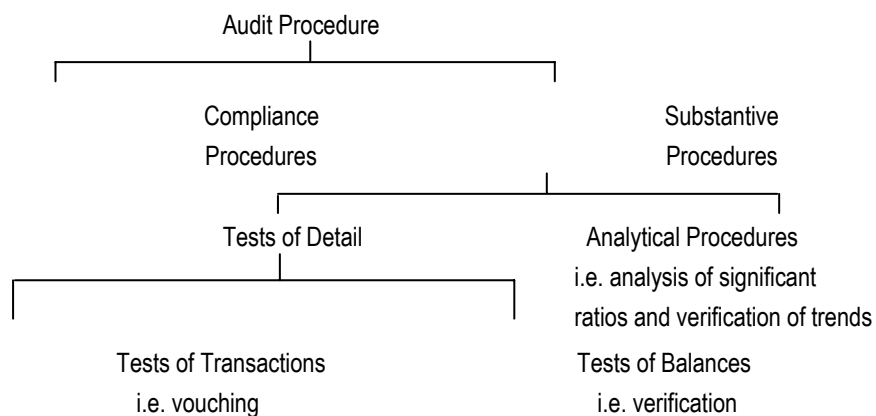 Audit Procedure
Compliance
Procedures
Substantive
Procedures
Tests of Detail
Analytical Procedures
i.e. analysis of significant
ratios and verification of trends
Tests of Transactions
i.e. vouching
Tests of Balances
i.e. verification